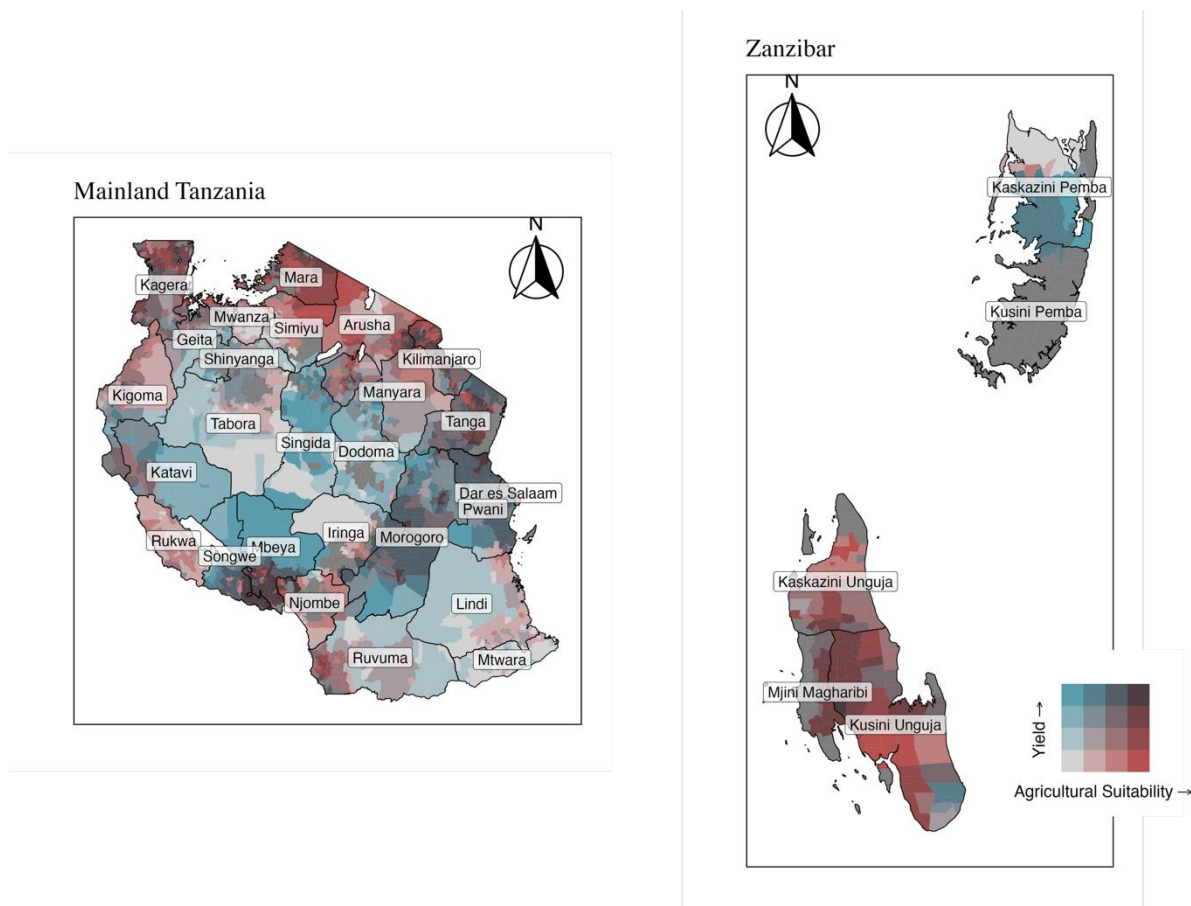 Zanzibar
N
Kaskazini Pemba
Kusini Pemba
Mainland Tanzania
N
Mara
Kagera
Mwanza
Simiyu
Arusha
Geita
Shinyanga
Kilimanjaro
Kigoma
Manyara
Tabora
Tanga
Singida
Dodoma
Katavi
Dar es Salaam
Pwani
Rukwa
Iringa
Morogoro
Songwe
Mbeya
Njombe
Lindi
Ruvuma
Mtwara
Kaskazini Unguja
Mjini Magharibi
Kusini Unguja
Yield →
Agricultural Suitability →